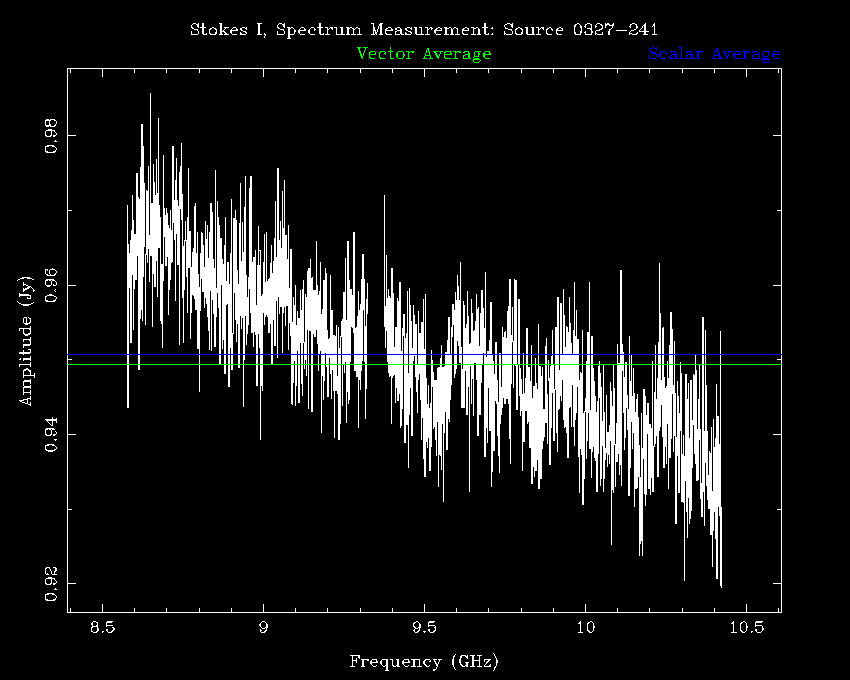 Stokes I, Spectrum Measurement: Source 0327-241
Vector Average Scalar Average
Amplitude (Jy)
0.98
0.96
0.94
0.92
8.5 9 9.5 10 10.5
Frequency (GHz)